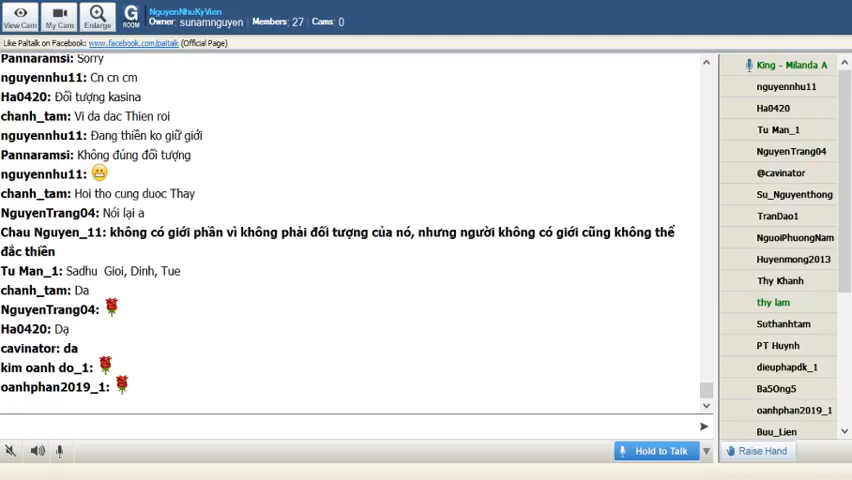 View Cam
My Cam
Enlarge
G
ROOM
NguyenNhuKyVien
Owner: sunamnguyen Members: 27 Cams: 0
Like Paltalk on Facebook: www.facebook.com/paltalk (Official Page)
Pannaramsi: Sorry
nguyennhu11: Cn cn cm
Ha0420: Đối tượng kasina
chanh_tam: Vi da dac Thien roi
nguyennhu11: Đang thiền ko giữ giới
Pannaramsi: Không đúng đối tượng
nguyennhu11:
chanh_tam: Hoi tho cung duoc Thay
NguyenTrang04: Nói lại a
Chau Nguyen_11: không có giới phần vì không phải đối tượng của nó, nhưng người không có giới cũng không thể
đắc thiền
Tu Man_1: Sadhu Gioi, Dinh, Tue
chanh_tam: Da
NguyenTrang04:
Ha0420: Dạ
cavinator: da
kim oanh do_1:
oanhphan2019_1:
Hold to Talk
King - Milanda A
nguyennhu11
Ha0420
Tu Man_1
NguyenTrang04
@cavinator
Su_Nguyenthong
TranDao1
NguoiPhuongNam
Huyenmong2013
Thy Khanh
thy lam
Suthanhtam
PT Huynh
dieuphapdk_1
Ba5Ong5
oanhphan2019_1
Buu_Lien
Raise Hand